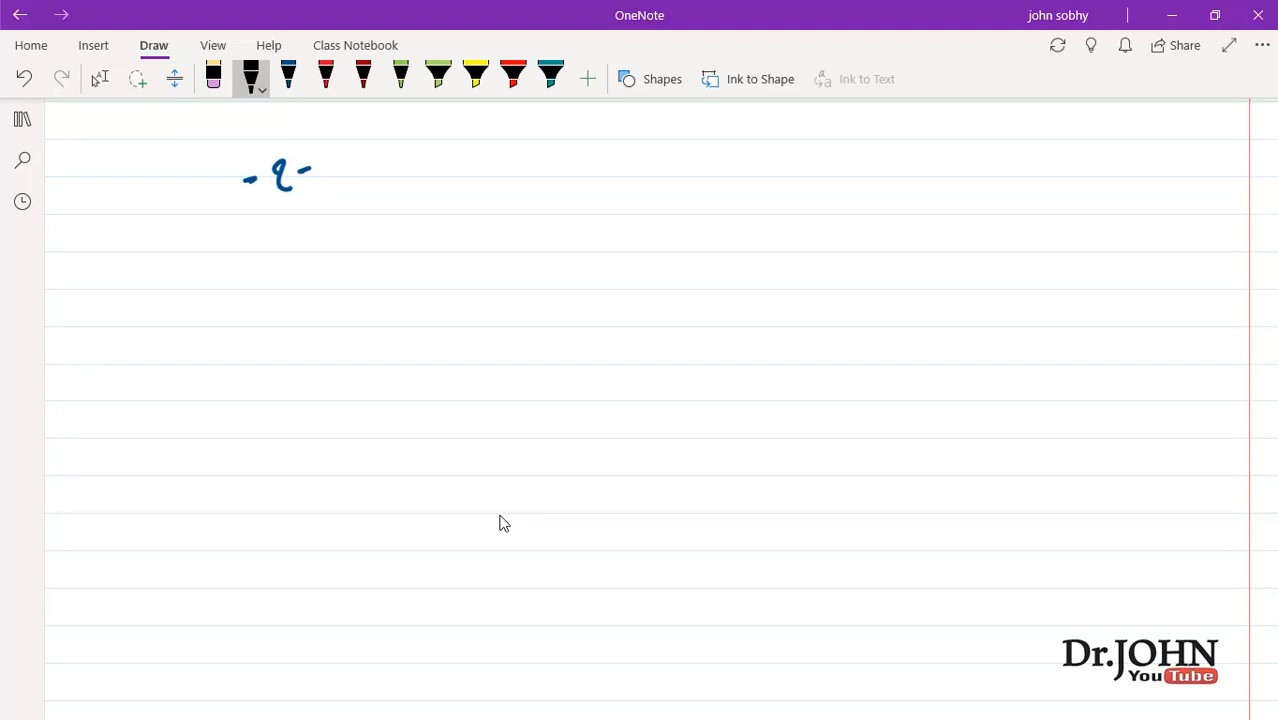 OneNote
john sobhy
Home Insert Draw View Help Class Notebook
Share
Shapes Ink to Shape Ink to Text
Dr.JOHN
YouTube